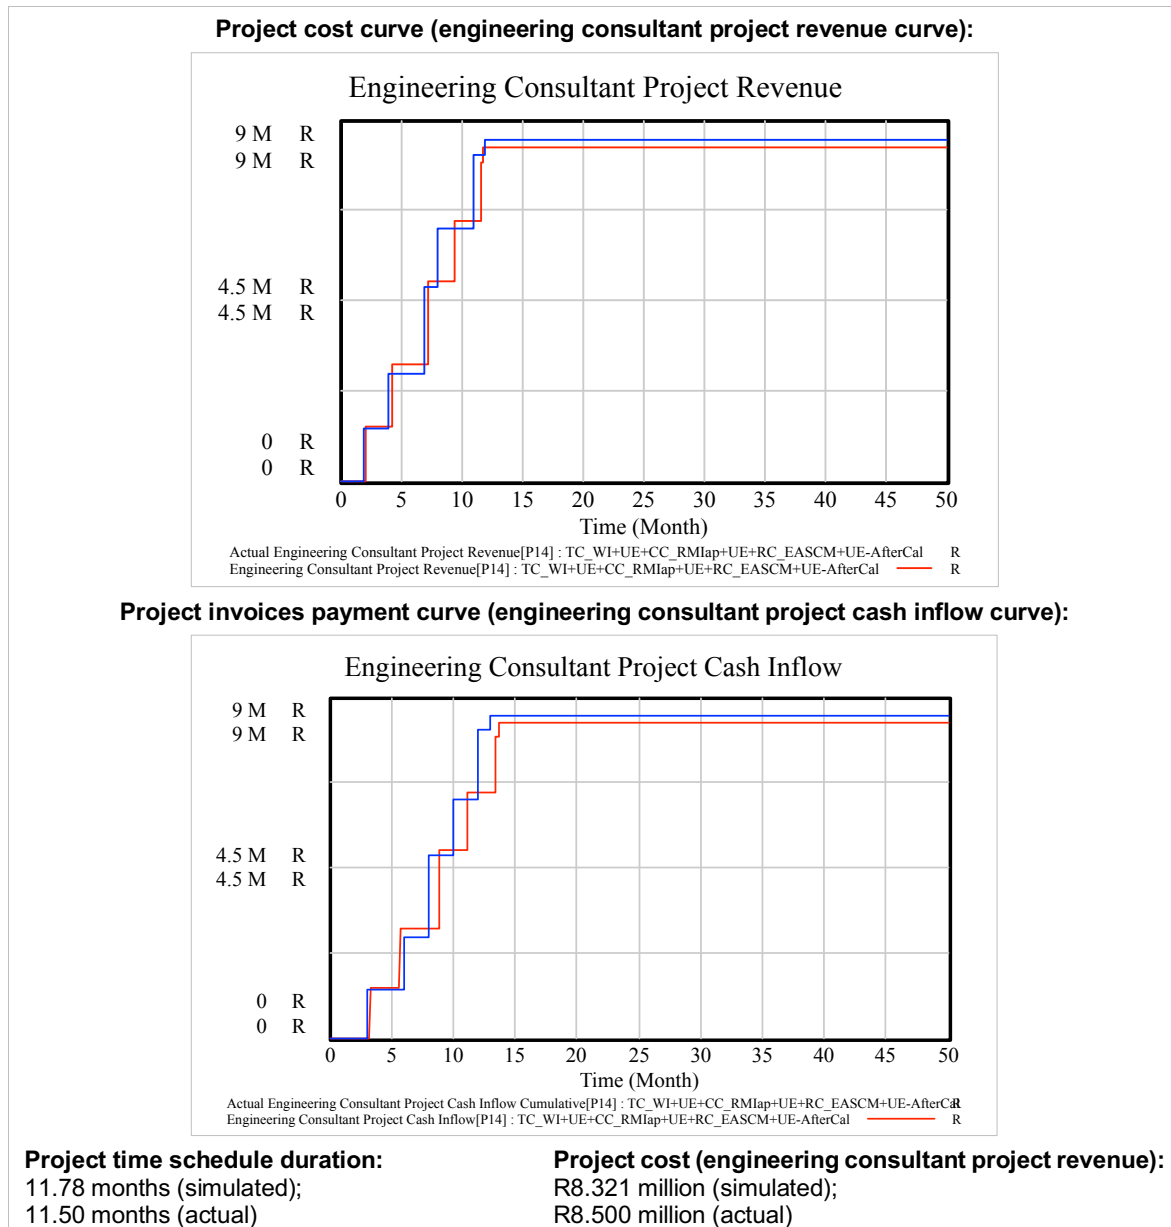 Project cost curve (engineering consultant project revenue curve):
Engineering Consultant Project Revenue
9 M R
9 M R
4.5 M R
4.5 M R
0 R
0 R
0 5 10 15 20 25 30 35 40 45 50
Time (Month)
Actual Engineering Consultant Project Revenue[P14] : TC_WI+UE+CC_RMIap+UE+RC_EASCM+UE-AfterCal R
Engineering Consultant Project Revenue[P14] : TC_WI+UE+CC_RMIap+UE+RC_EASCM+UE-AfterCal R
Project invoices payment curve (engineering consultant project cash inflow curve):
Engineering Consultant Project Cash Inflow
9 M R
9 M R
4.5 M R
4.5 M R
0 R
0 R
0 5 10 15 20 25 30 35 40 45 50
Time (Month)
Actual Engineering Consultant Project Cash Inflow Cumulative[P14] : TC_WI+UE+CC_RMIap+UE+RC_EASCM+UE-AfterCal R
Engineering Consultant Project Cash Inflow[P14] : TC_WI+UE+CC_RMIap+UE+RC_EASCM+UE-AfterCal R
Project time schedule duration:
11.78 months (simulated);
11.50 months (actual)
Project cost (engineering consultant project revenue):
R8.321 million (simulated);
R8.500 million (actual)